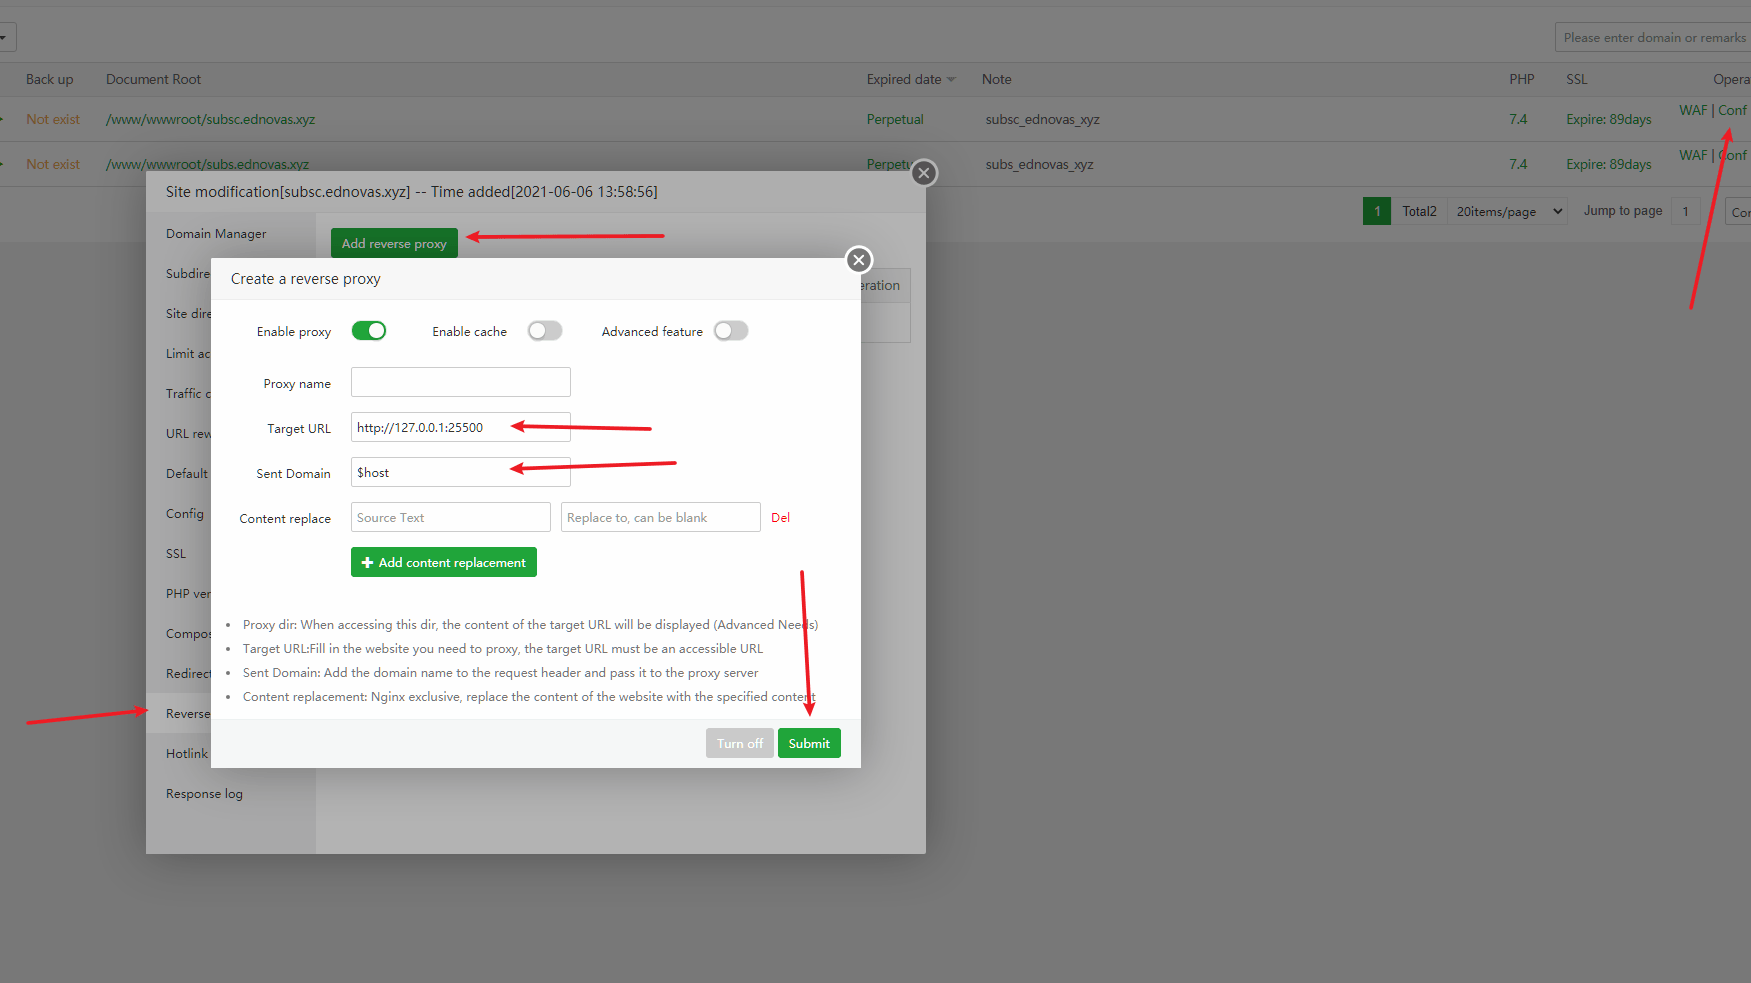 Please enter domain or remarks
Back up Document Root Expired date Note PHP SSL Opera
Not exist /www/wwwroot/subsc.ednovas.xyz Perpetual subsc_ednovas_xyz 7.4 Expire: 89days WAF | Conf
Not exist /www/wwwroot/subs.ednovas.xyz Perpetu subs_ednovas_xyz 7.4 Expire: 89days WAF | Conf
1 Total2 20items/page Jump to page 1 Con
Site modification[subsc.ednovas.xyz] -- Time added[2021-06-06 13:58:56]
Domain Manager
Subdire
Site dire
Limit ac
Traffic c
URL rew
Default
Config
SSL
PHP ver
Compos
Redirect
Reverse
Hotlink
Response log
Add reverse proxy
eration
Create a reverse proxy
Enable proxy Enable cache Advanced feature
Proxy name
Target URL http://127.0.0.1:25500
Sent Domain $host
Content replace Source Text Replace to, can be blank Del
Add content replacement
Proxy dir: When accessing this dir, the content of the target URL will be displayed (Advanced Needs)
Target URL:Fill in the website you need to proxy, the target URL must be an accessible URL
Sent Domain: Add the domain name to the request header and pass it to the proxy server
Content replacement: Nginx exclusive, replace the content of the website with the specified content
Turn off Submit